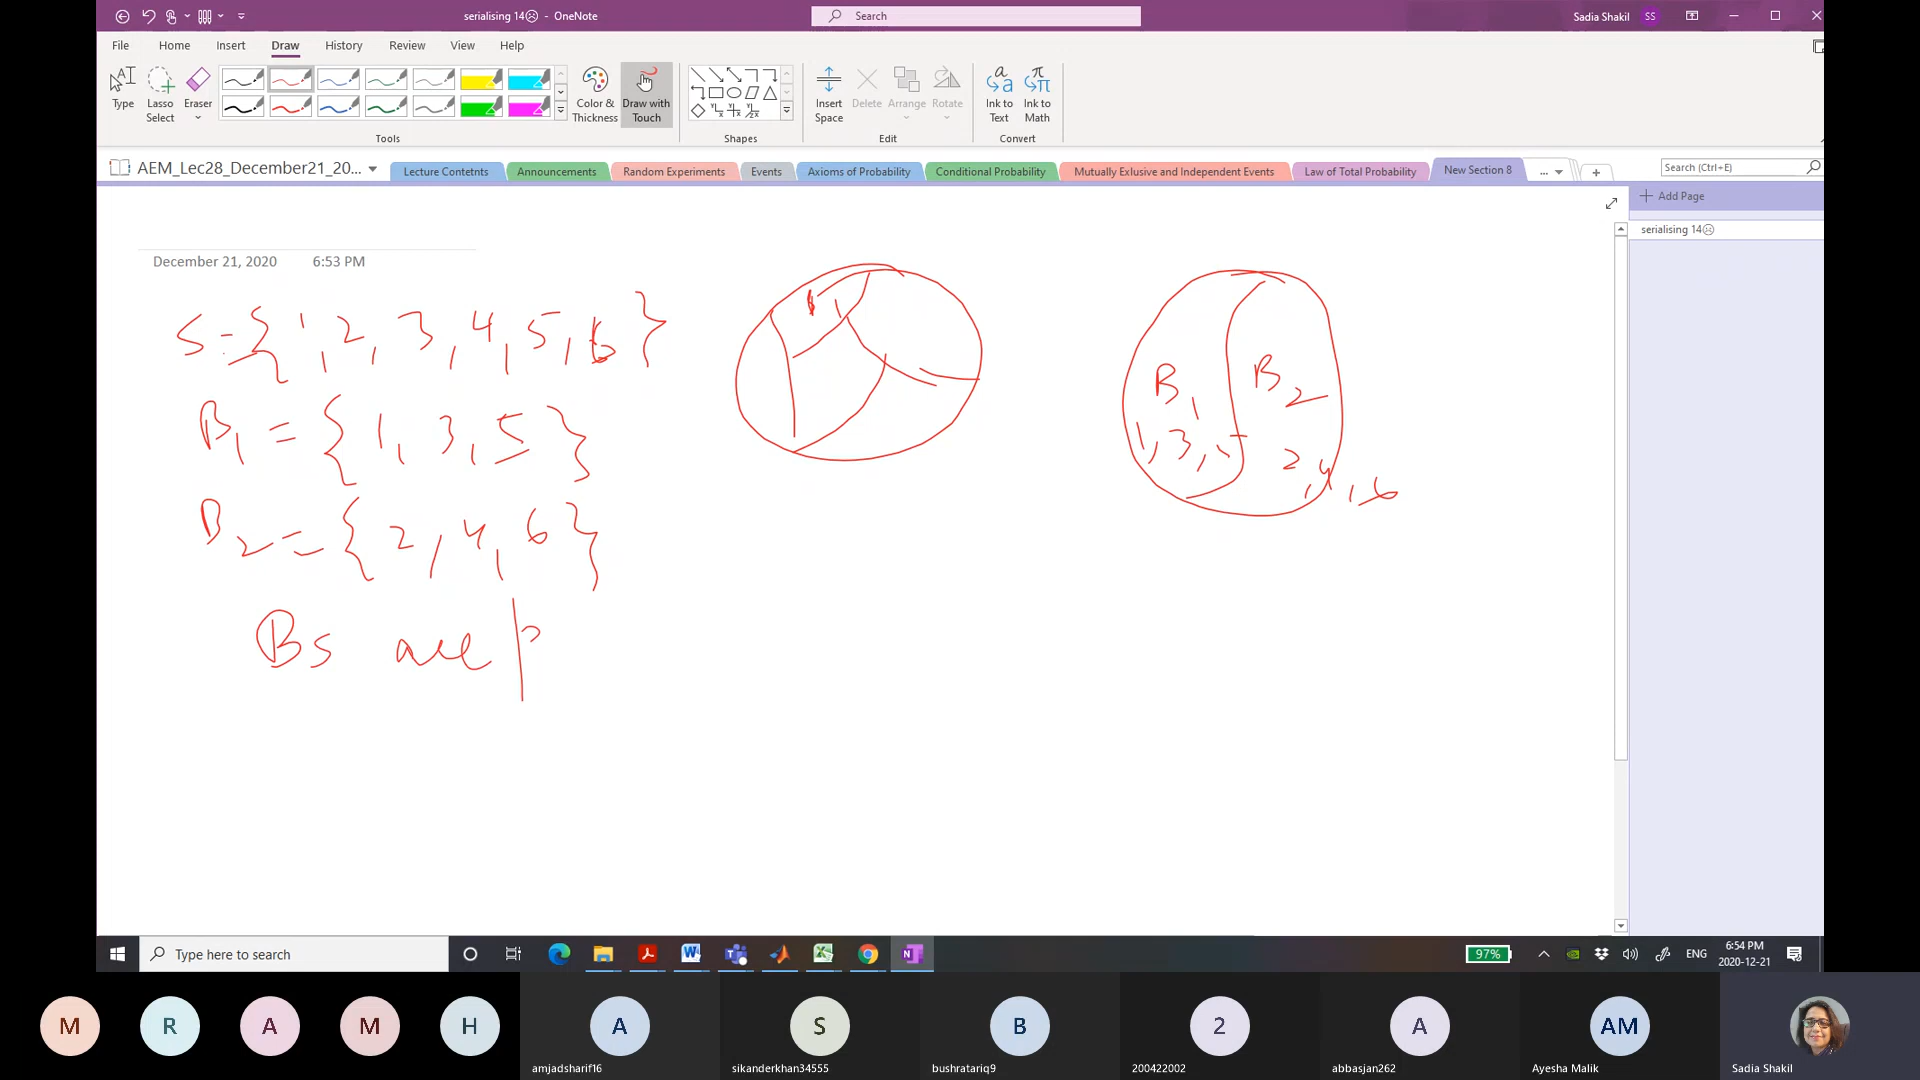 serialising 14☹ - OneNote
Search
Sadia Shakil SS
File Home Insert Draw History Review View Help
Type Lasso Select Eraser Color & Thickness Draw with Touch Insert Space Delete Arrange Rotate Ink to Text Ink to Math
Tools Shapes Edit Convert
AEM_Lec28_December21_20... Lecture Contetnts Announcements Random Experiments Events Axioms of Probability Conditional Probability Mutually Exlusive and Independent Events Law of Total Probability New Section 8 ... Search (Ctrl+E)
Add Page
serialising 14☹
December 21, 2020 6:53 PM
S = {1, 2, 3, 4, 5, 6}
B1 = {1, 3, 5}
B2 = {2, 4, 6}
Bs are p
B1 B2
1, 3, 5 2, 4, 6
Type here to search
97% ENG 6:54 PM
2020-12-21
M R A M H A S B 2 A AM
amjadsharif16 sikanderkhan34555 bushratariq9 200422002 abbasjan262 Ayesha Malik Sadia Shakil